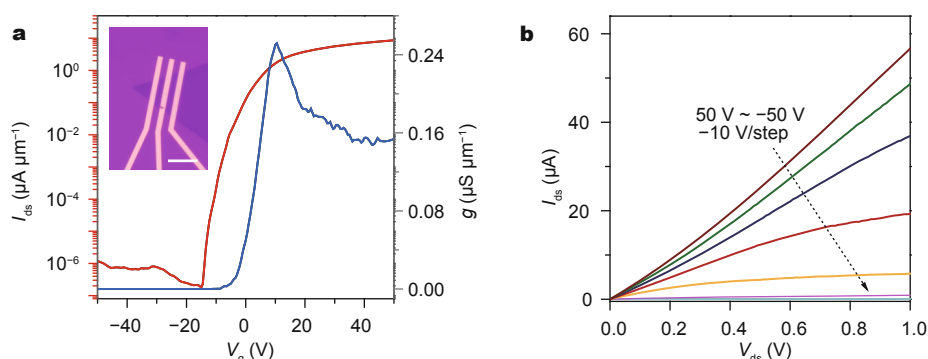 a
I_ds (μA μm⁻¹)
10⁰
10⁻²
10⁻⁴
10⁻⁶
0.24
0.16
0.08
0.00
g (μS μm⁻¹)
−40 −20 0 20 40
V_g (V)
b
I_ds (μA)
60
40
20
0
50 V ~ −50 V
−10 V/step
0.0 0.2 0.4 0.6 0.8 1.0
V_ds (V)